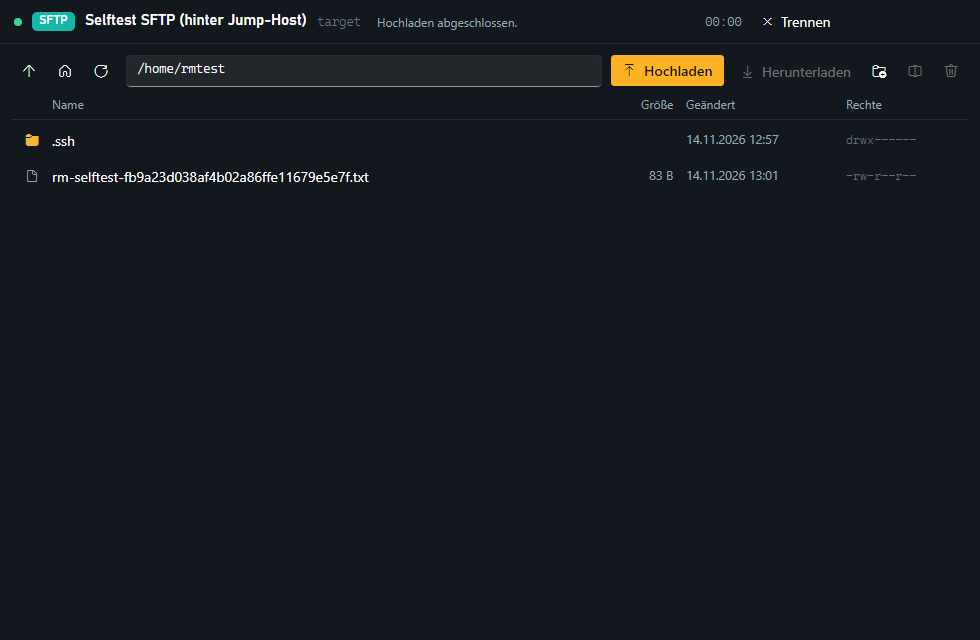 SFTP Selftest SFTP (hinter Jump-Host) target Hochladen abgeschlossen. 00:00 Trennen
/home/rmtest Hochladen Herunterladen
Name Größe Geändert Rechte
.ssh 14.11.2026 12:57 drwx------
rm-selftest-fb9a23d038af4b02a86ffe11679e5e7f.txt 83 B 14.11.2026 13:01 -rw-r--r--